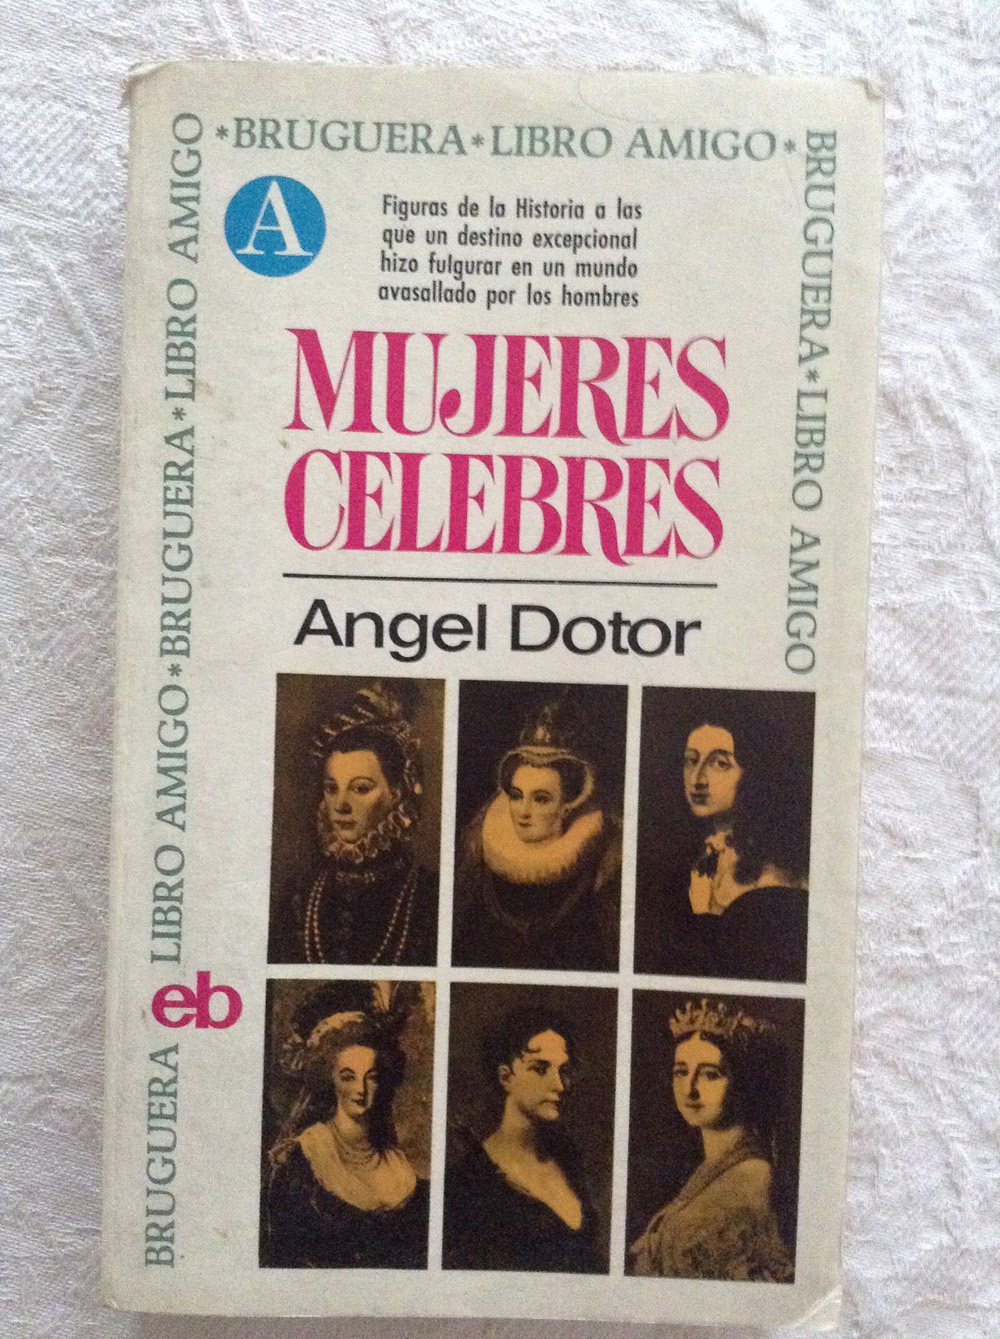 *BRUGUERA*LIBRO AMIGO*
BRUGUERA*LIBRO AMIGO
BRUGUERA LIBRO AMIGO*BRUGUERA*LIBRO AMIGO
A
Figuras de la Historia a las
que un destino excepcional
hizo fulgurar en un mundo
avasallado por los hombres
MUJERES
CELEBRES
Angel Dotor
eb